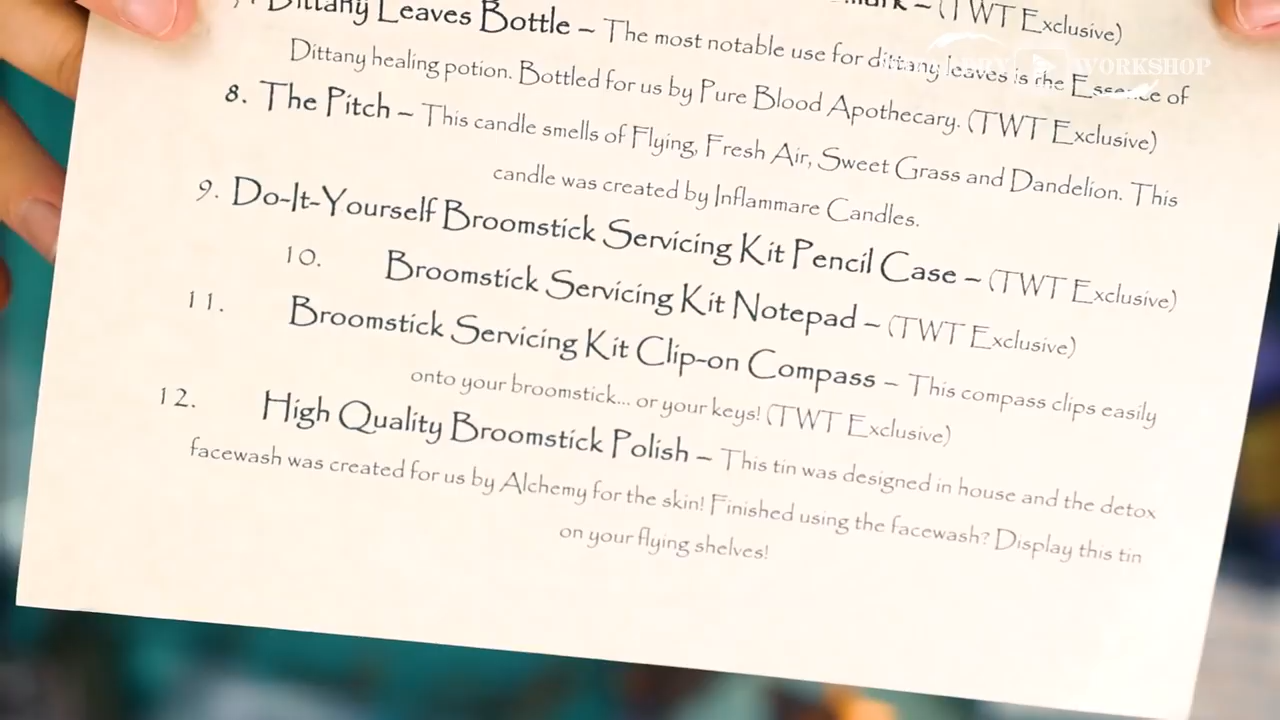 Dittany Leaves Bottle – The most notable use for dittany leaves is the Essence of
Dittany healing potion. Bottled for us by Pure Blood Apothecary. (TWT Exclusive)
8. The Pitch – This candle smells of Flying, Fresh Air, Sweet Grass and Dandelion. This
candle was created by Inflammare Candles.
9. Do-It-Yourself Broomstick Servicing Kit Pencil Case – (TWT Exclusive)
10. Broomstick Servicing Kit Notepad – (TWT Exclusive)
11. Broomstick Servicing Kit Clip-on Compass – This compass clips easily
onto your broomstick... or your keys! (TWT Exclusive)
12. High Quality Broomstick Polish – This tin was designed in house and the detox
facewash was created for us by Alchemy for the skin! Finished using the facewash? Display this tin
on your flying shelves!
– (TWT Exclusive)
WORKSHOP